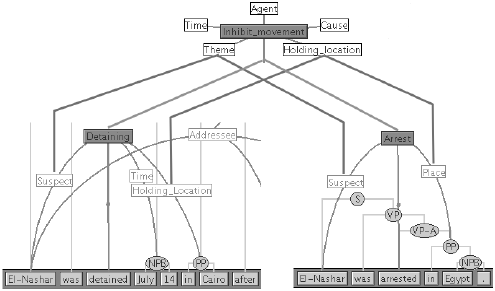 Agent
Time Cause
Inhibit_movement
Theme Holding_location
Detaining Addressee Arrest
Suspect Time Suspect Place
Holding_Location
S
VP
VP-A
PP
NPB PP NPB
El-Nashar was detained July 14 in Cairo after El-Nashar was arrested in Egypt .